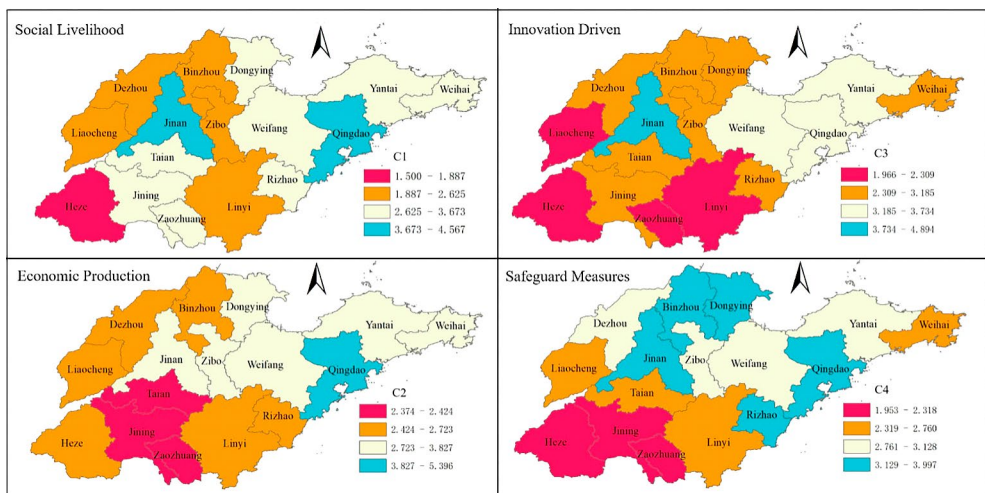 Social Livelihood
Binzhou
Dongying
Dezhou
Yantai
Weihai
Liaocheng
Jinan
Zibo
Weifang
Qingdao
Taian
Jining
Rizhao
Heze
Zaozhuang
Linyi
C1
1.500 - 1.887
1.887 - 2.625
2.625 - 3.673
3.673 - 4.567
Innovation Driven
Binzhou
Dongying
Dezhou
Yantai
Weihai
Liaocheng
Jinan
Zibo
Weifang
Qingdao
Taian
Jining
Rizhao
Heze
Zaozhuang
Linyi
C3
1.966 - 2.309
2.309 - 3.185
3.185 - 3.734
3.734 - 4.894
Economic Production
Binzhou
Dongying
Dezhou
Yantai
Weihai
Liaocheng
Jinan
Zibo
Weifang
Qingdao
Taian
Jining
Rizhao
Heze
Linyi
Zaozhuang
C2
2.374 - 2.424
2.424 - 2.723
2.723 - 3.827
3.827 - 5.396
Safeguard Measures
Binzhou
Dongying
Dezhou
Yantai
Weihai
Liaocheng
Jinan
Zibo
Weifang
Qingdao
Taian
Rizhao
Jining
Heze
Linyi
Zaozhuang
C4
1.953 - 2.318
2.319 - 2.760
2.761 - 3.128
3.129 - 3.997